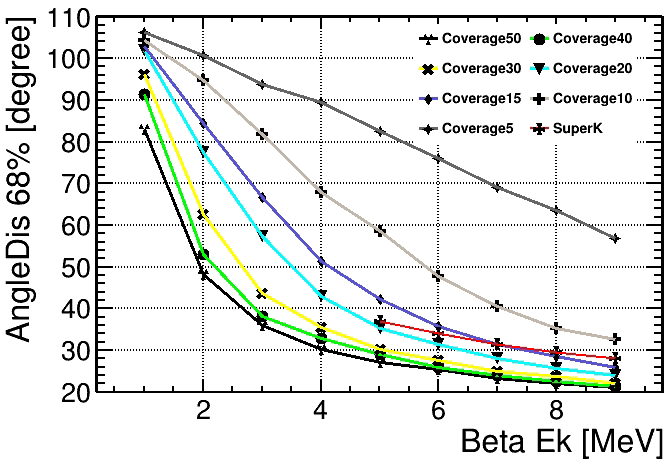 AngleDis 68% [degree]
110
100
90
80
70
60
50
40
30
20
Coverage50 Coverage40
Coverage30 Coverage20
Coverage15 Coverage10
Coverage5 SuperK
2 4 6 8
Beta Ek [MeV]